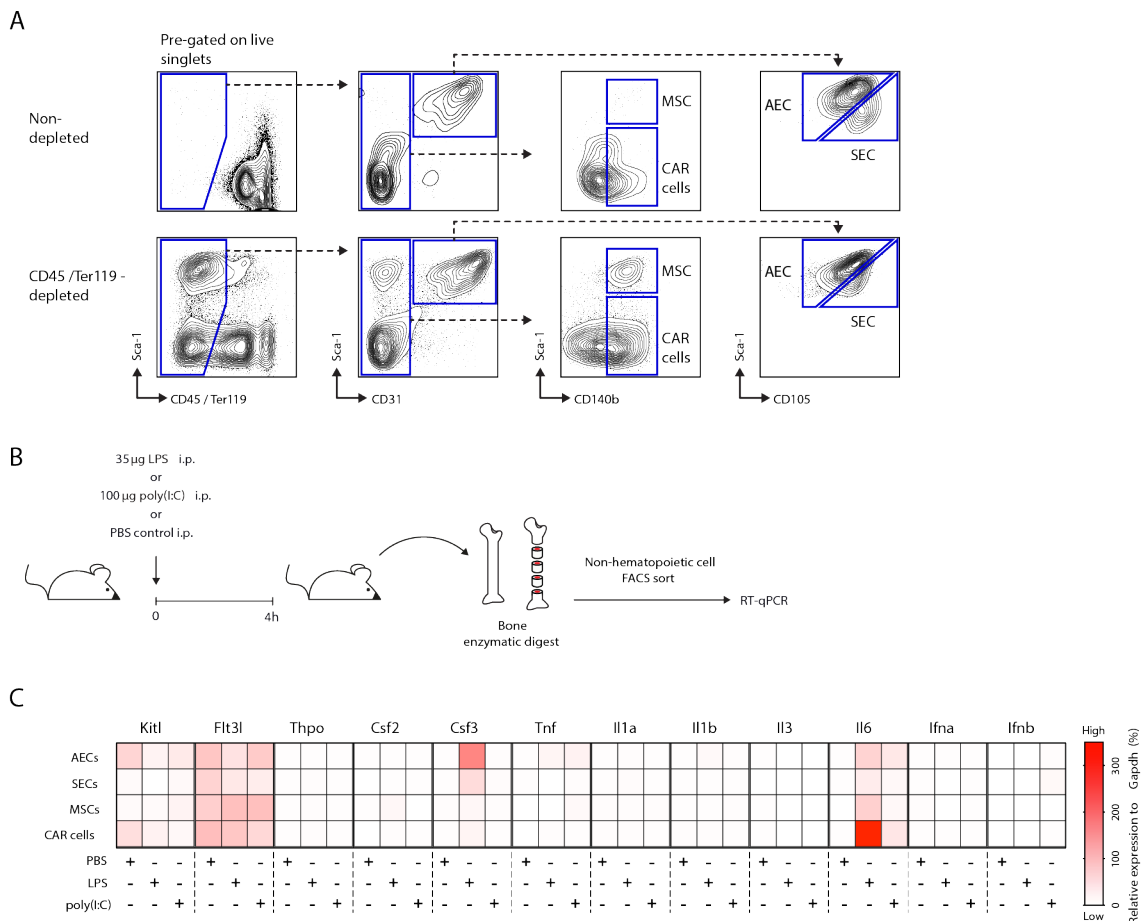 A
Pre-gated on live
singlets
Non-
depleted
MSC
CAR
cells
AEC
SEC
CD45 /Ter119 -
depleted
MSC
CAR
cells
AEC
SEC
Sca-1
Sca-1
Sca-1
Sca-1
CD45 / Ter119
CD31
CD140b
CD105
B
35 µg LPS i.p.
or
100 µg poly(I:C) i.p.
or
PBS control i.p.
0
4h
Bone
enzymatic digest
Non-hematopoietic cell
FACS sort
RT-qPCR
C
Kitl Flt3l Thpo Csf2 Csf3 Tnf Il1a Il1b Il3 Il6 Ifna Ifnb
AECs
SECs
MSCs
CAR cells
PBS + - - + - - + - - + - - + - - + - - + - - + - - + - - + - - + - - + - -
LPS - + - - + - - + - - + - - + - - + - - + - - + - - + - - + - - + - - + -
poly(I:C) - - + - - + - - + - - + - - + - - + - - + - - + - - + - - + - - + - - +
High
300
200
100
0
Low
Relative expression to Gapdh (%)